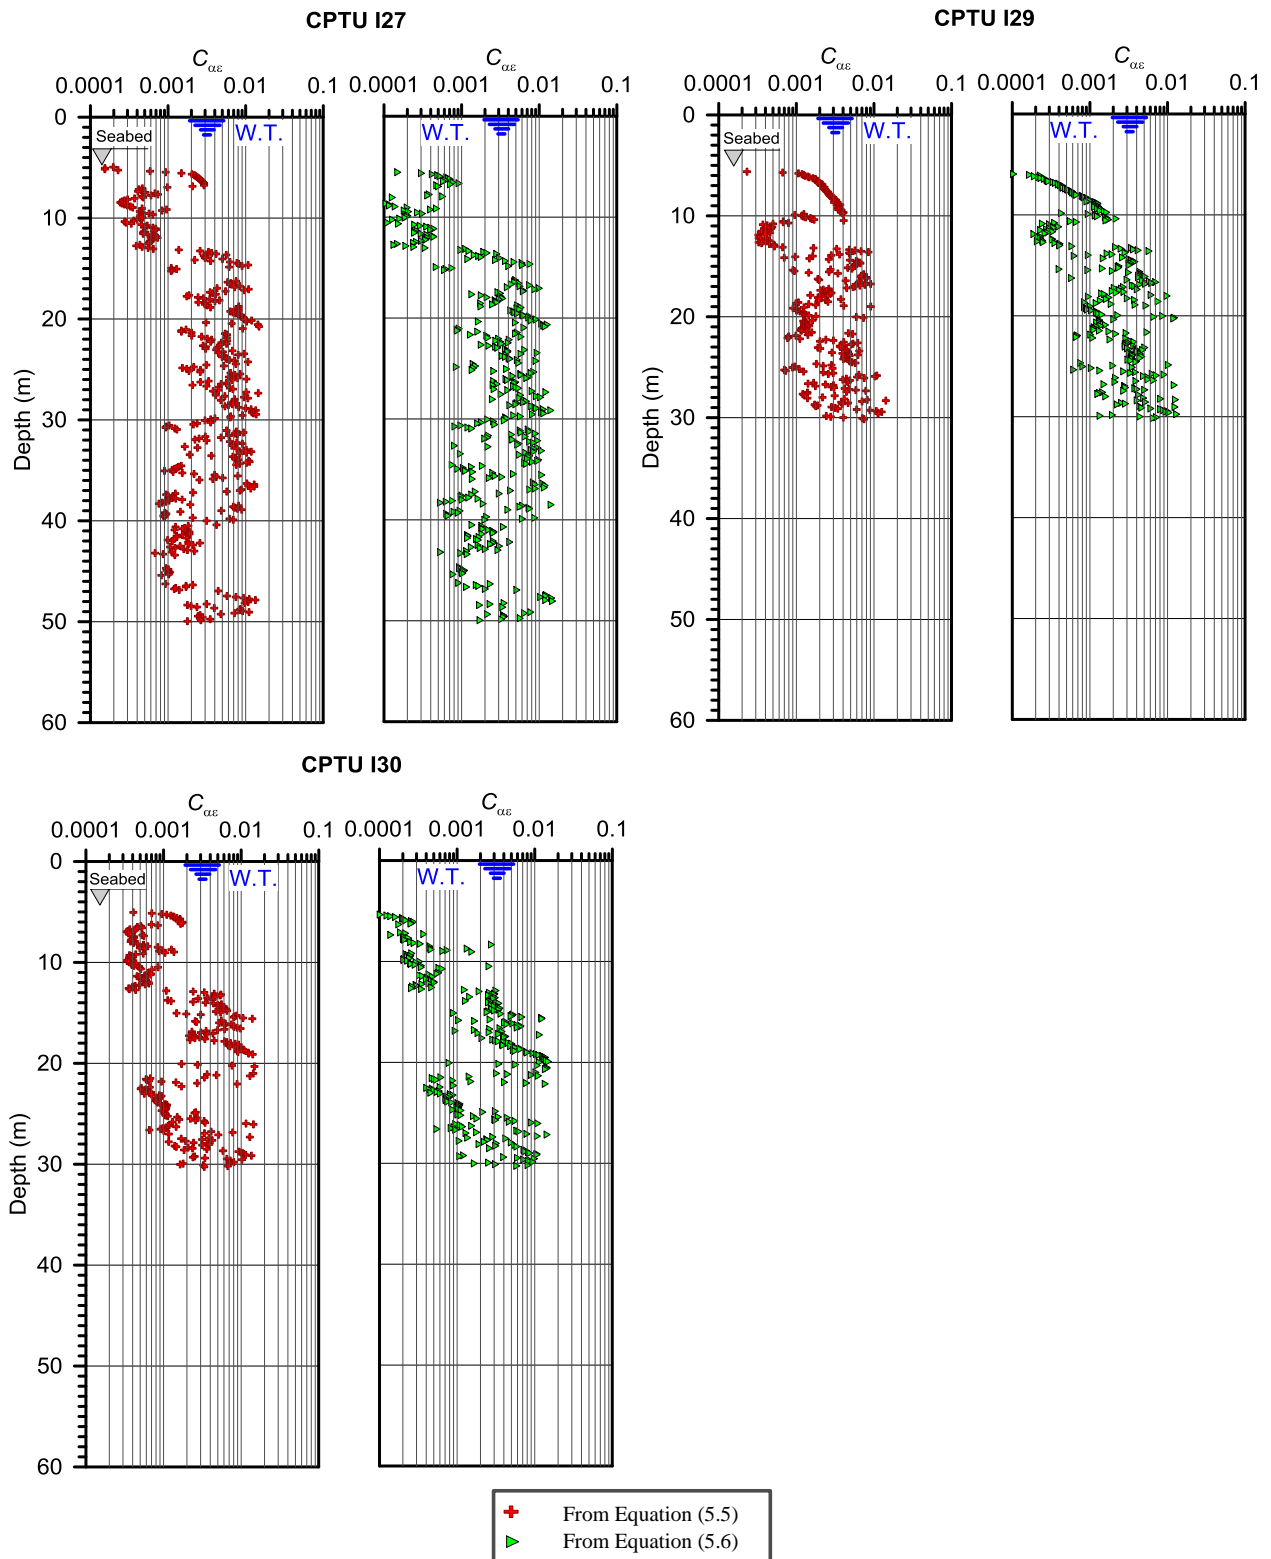 CPTU I27
CPTU I29
Cαε
Cαε
Cαε
Cαε
0.0001 0.001 0.01 0.1
0.0001 0.001 0.01 0.1
0.0001 0.001 0.01 0.1
0.0001 0.001 0.01 0.1
0
10
20
30
40
50
60
Depth (m)
Seabed
W.T.
W.T.
0
10
20
30
40
50
60
Depth (m)
Seabed
W.T.
W.T.
CPTU I30
Cαε
Cαε
0.0001 0.001 0.01 0.1
0.0001 0.001 0.01 0.1
0
10
20
30
40
50
60
Depth (m)
Seabed
W.T.
W.T.
From Equation (5.5)
From Equation (5.6)